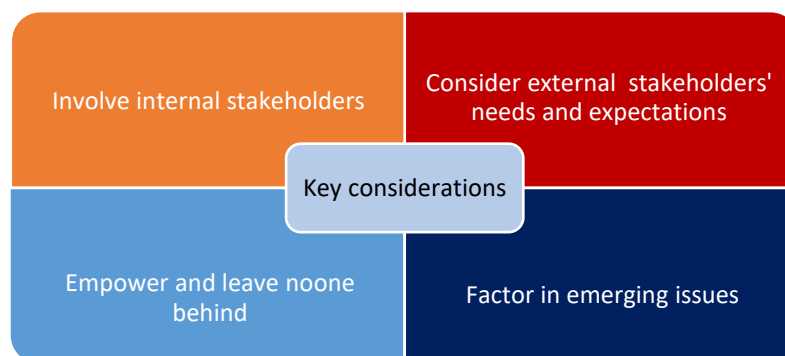 Involve internal stakeholders
Consider external stakeholders'
needs and expectations
Key considerations
Empower and leave noone
behind
Factor in emerging issues